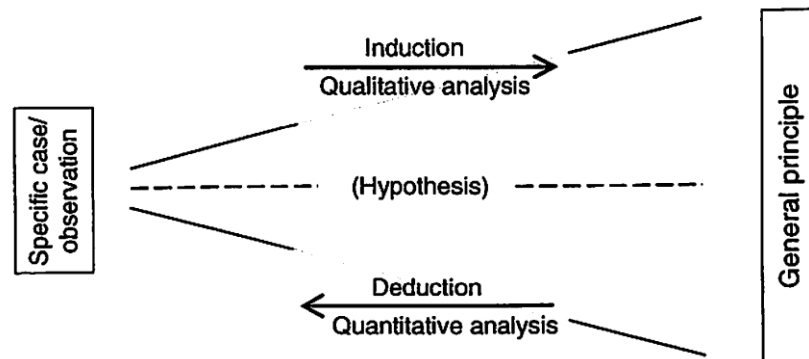 Induction
Qualitative analysis
Specific case/
observation
(Hypothesis)
General principle
Deduction
Quantitative analysis